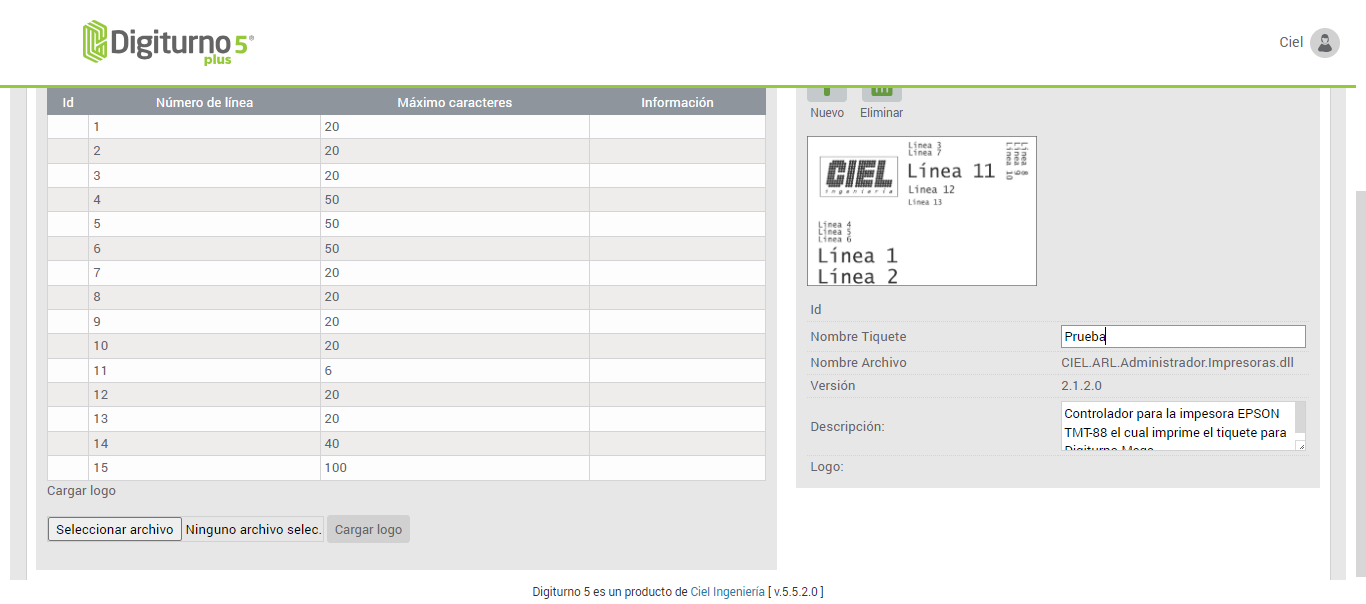 Digiturno 5®
plus
Ciel
Id Número de línea Máximo caracteres Información
1 20
2 20
3 20
4 50
5 50
6 50
7 20
8 20
9 20
10 20
11 6
12 20
13 20
14 40
15 100
Cargar logo
Seleccionar archivo Ninguno archivo selec. Cargar logo
Nuevo Eliminar
Línea 3
Línea 7
Línea 8
Línea 9
Línea 10
CIEL
ingeniería
Línea 11
Línea 12
Línea 13
Línea 4
Línea 5
Línea 6
Línea 1
Línea 2
Id
Nombre Tiquete Prueba
Nombre Archivo CIEL.ARL.Administrador.Impresoras.dll
Versión 2.1.2.0
Descripción: Controlador para la impesora EPSON
TMT-88 el cual imprime el tiquete para
Digiturno Mega
Logo:
Digiturno 5 es un producto de Ciel Ingeniería [ v.5.5.2.0 ]